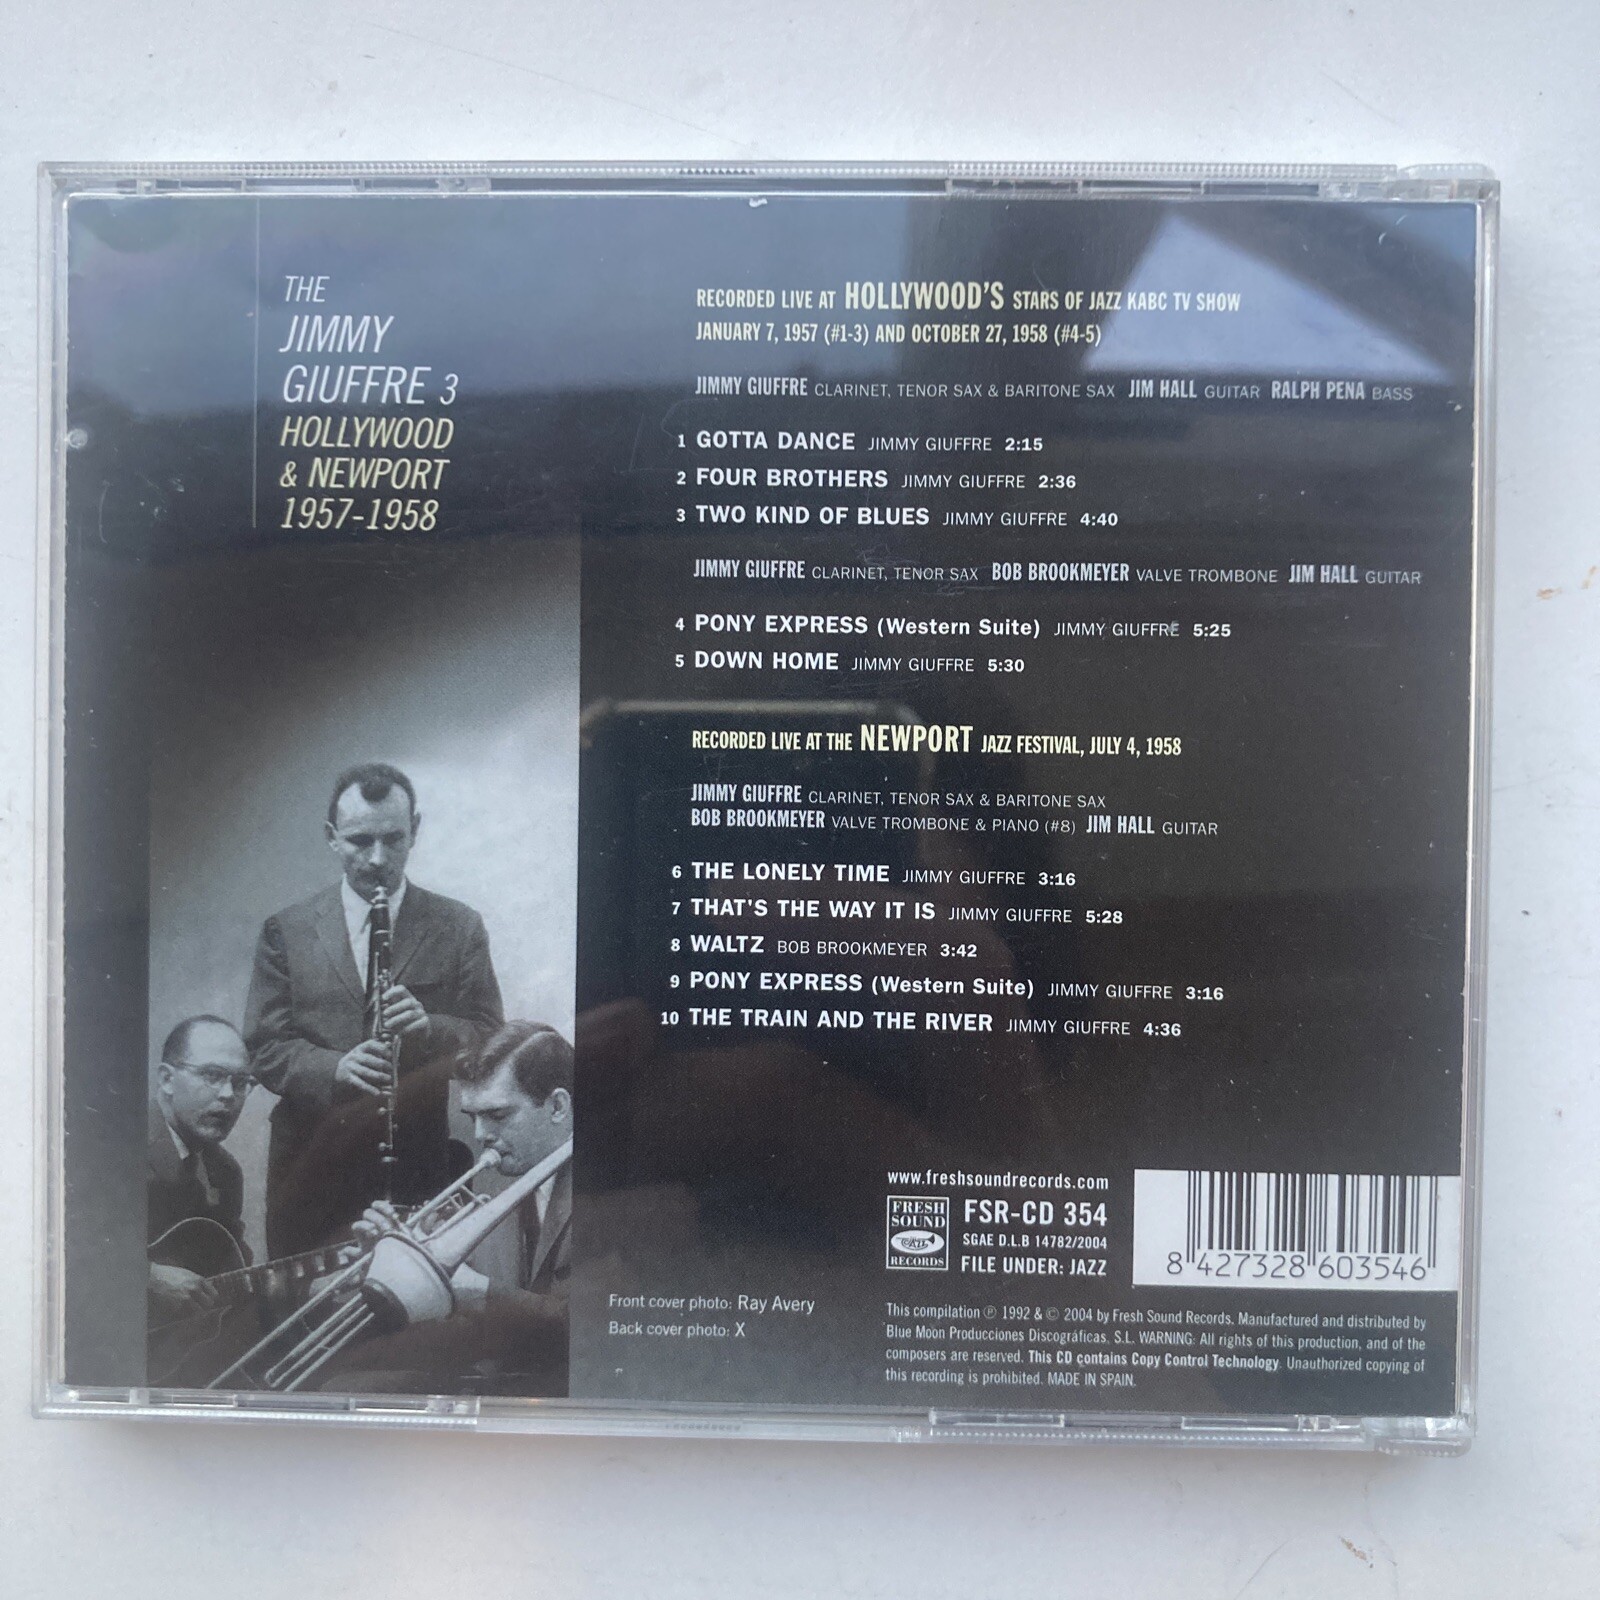 THE
JIMMY
GIUFFRE 3
HOLLYWOOD
& NEWPORT
1957-1958
RECORDED LIVE AT HOLLYWOOD'S STARS OF JAZZ KABC TV SHOW
JANUARY 7, 1957 (#1-3) AND OCTOBER 27, 1958 (#4-5)
JIMMY GIUFFRE CLARINET, TENOR SAX & BARITONE SAX JIM HALL GUITAR RALPH PENA BASS
1 GOTTA DANCE JIMMY GIUFFRE 2:15
2 FOUR BROTHERS JIMMY GIUFFRE 2:36
3 TWO KIND OF BLUES JIMMY GIUFFRE 4:40
JIMMY GIUFFRE CLARINET, TENOR SAX BOB BROOKMEYER VALVE TROMBONE JIM HALL GUITAR
4 PONY EXPRESS (Western Suite) JIMMY GIUFFRE 5:25
5 DOWN HOME JIMMY GIUFFRE 5:30
RECORDED LIVE AT THE NEWPORT JAZZ FESTIVAL, JULY 4, 1958
JIMMY GIUFFRE CLARINET, TENOR SAX & BARITONE SAX
BOB BROOKMEYER VALVE TROMBONE & PIANO (#8) JIM HALL GUITAR
6 THE LONELY TIME JIMMY GIUFFRE 3:16
7 THAT'S THE WAY IT IS JIMMY GIUFFRE 5:28
8 WALTZ BOB BROOKMEYER 3:42
9 PONY EXPRESS (Western Suite) JIMMY GIUFFRE 3:16
10 THE TRAIN AND THE RIVER JIMMY GIUFFRE 4:36
Front cover photo: Ray Avery
Back cover photo: X
www.freshsoundrecords.com
FRESH
SOUND
JAZZ
RECORDS
FSR-CD 354
SGAE D.L.B 14782/2004
FILE UNDER: JAZZ
8 427328 603546
This compilation ℗ 1992 & © 2004 by Fresh Sound Records. Manufactured and distributed by
Blue Moon Producciones Discográficas, S.L. WARNING: All rights of this production, and of the
composers are reserved. This CD contains Copy Control Technology. Unauthorized copying of
this recording is prohibited. MADE IN SPAIN.